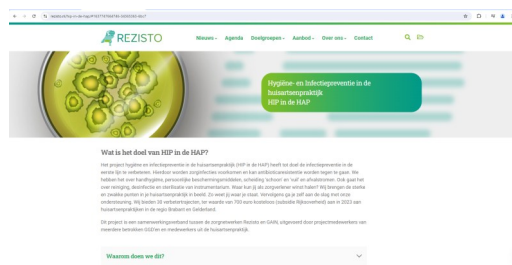 REZISTO
Nieuws
Agenda
Doelgroepen
Aanbod
Over ons
Contact
Hygiëne- en Infectiepreventie in de
huisartsenpraktijk
HIP in de HAP
Wat is het doel van HIP in de HAP?
Het project hygiëne en infectiepreventie in de huisartsenpraktijk (HIP in de HAP) heeft tot doel de infectiepreventie in de
eerste lijn te verbeteren. Hierdoor worden zorginfecties voorkomen en kan antibioticaresistentie worden tegen te gaan. We
hebben het over handhygiëne, persoonlijke beschermingsmiddelen, scheiding 'schoon' en 'vuil' en afvalstromen. Ook gaat het
over reiniging, desinfectie en sterilisatie van instrumentarium. Waar kun jij als zorgverlener winst halen? Wij brengen de sterke
en zwakke punten in je huisartsenpraktijk in beeld. Zo weet jij waar je staat. Vervolgens ga je zelf aan de slag met onze
ondersteuning. Wij bieden 30 verbetertrajecten, ter waarde van 700 euro kosteloos (subsidie Rijksoverheid) aan in 2023 aan
huisartsenpraktijken in de regio Brabant en Gelderland.
Dit project is een samenwerkingsverband tussen de zorgnetwerken Rezisto en GAIN, uitgevoerd door projectmedewerkers van
meerdere betrokken GGD'en en medewerkers uit de huisartsenpraktijk.
Waarom doen we dit?